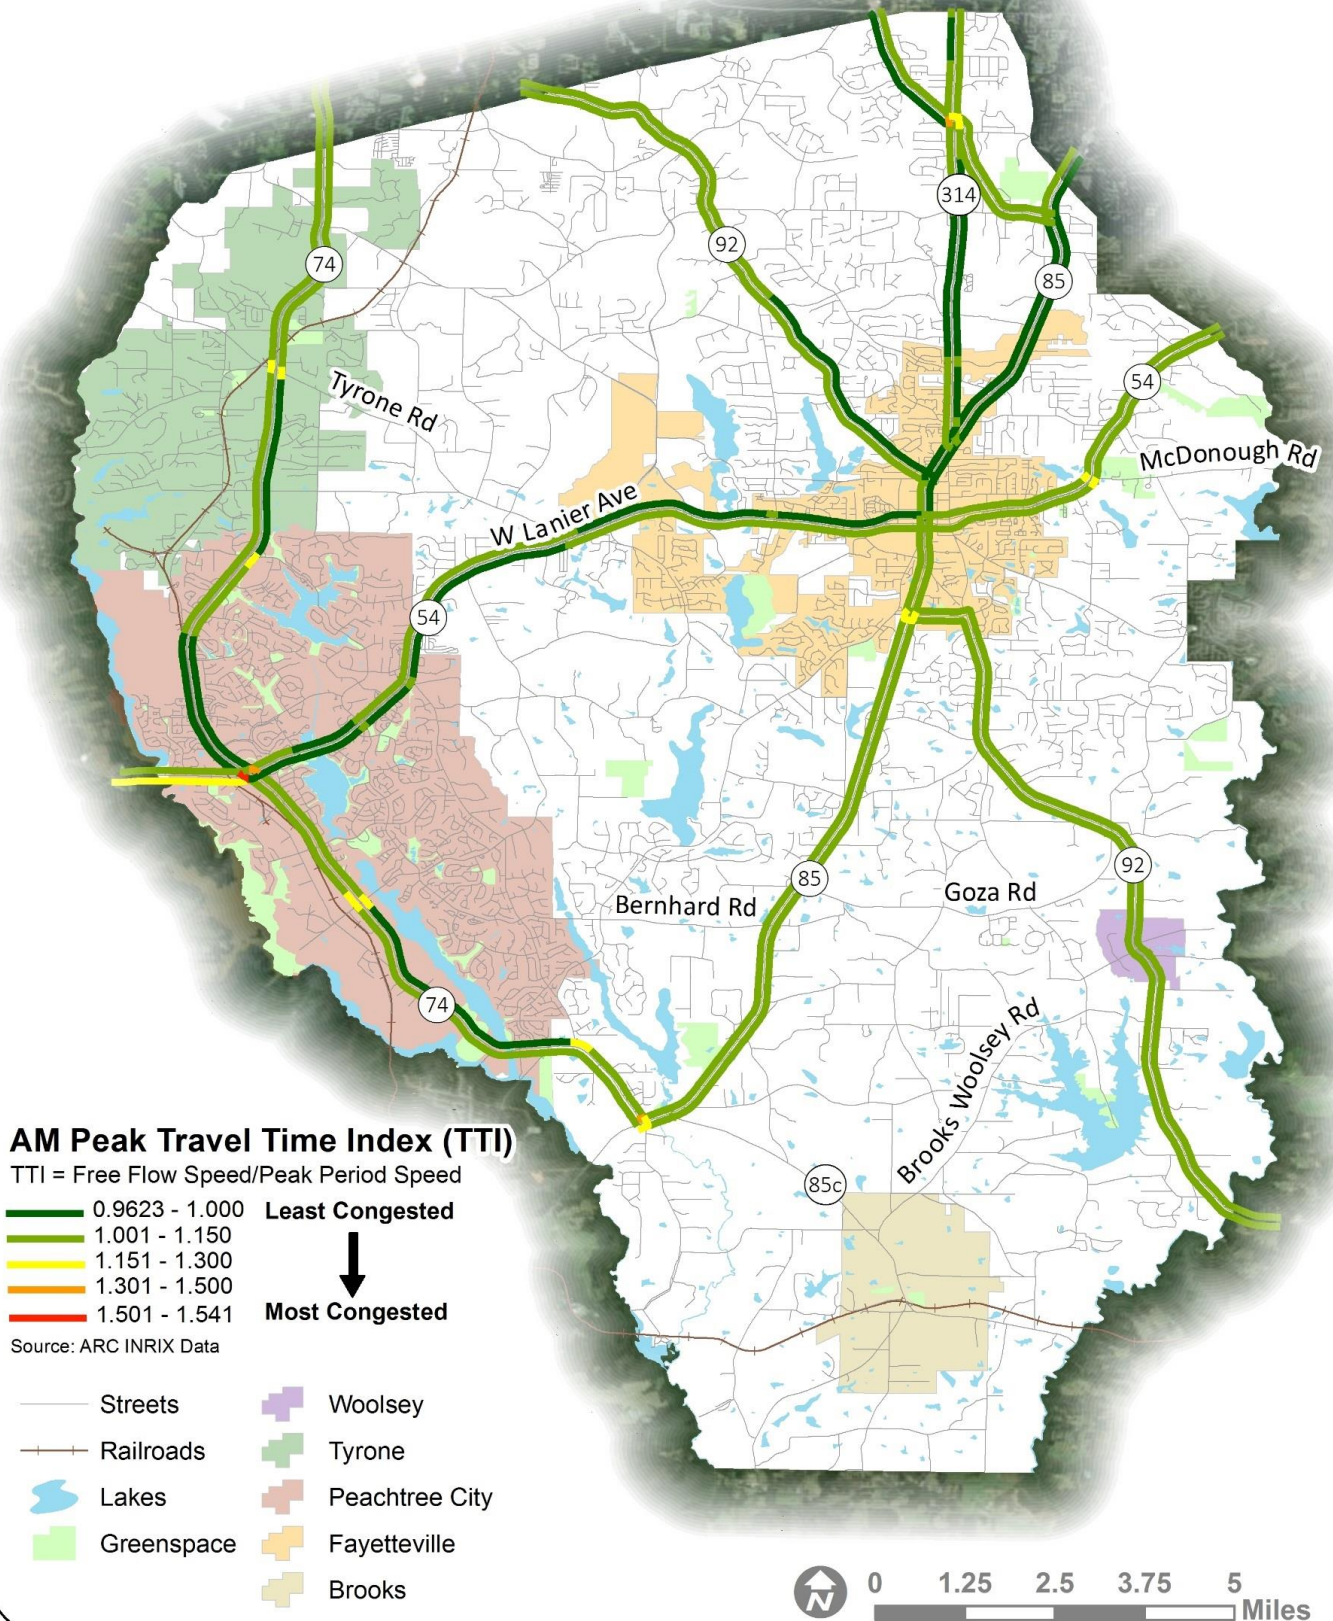 314
92
74
85
54
Tyrone Rd
McDonough Rd
W Lanier Ave
54
85
92
Bernhard Rd
Goza Rd
74
Brooks Woolsey Rd
85c
AM Peak Travel Time Index (TTI)
TTI = Free Flow Speed/Peak Period Speed
0.9623 - 1.000 Least Congested
1.001 - 1.150
1.151 - 1.300
1.301 - 1.500
1.501 - 1.541 Most Congested
Source: ARC INRIX Data
Streets
Railroads
Lakes
Greenspace
Woolsey
Tyrone
Peachtree City
Fayetteville
Brooks
N
0 1.25 2.5 3.75 5
Miles